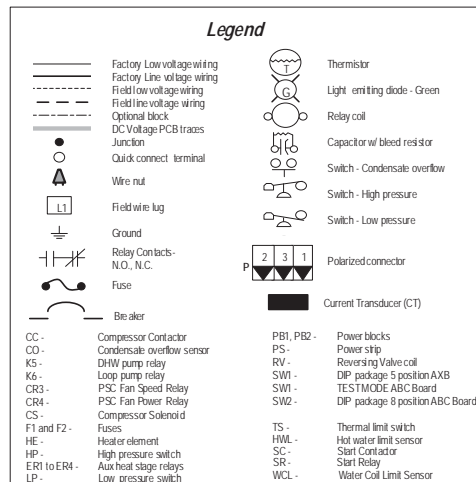 Legend
Factory Low voltage wiring
Factory Line voltage wiring
Field low voltage wiring
Field line voltage wiring
Optional block
DC Voltage PCB traces
Junction
Quick connect terminal
Wire nut
L1
Field wire lug
Ground
Relay Contacts-
N.O., N.C.
Fuse
Breaker
T
Thermistor
G
Light emitting diode - Green
Relay coil
Capacitor w/ bleed resistor
Switch - Condensate overflow
Switch - High pressure
Switch - Low pressure
P 2 3 1
Polarized connector
Current Transducer (CT)
CC - Compressor Contactor
CO - Condensate overflow sensor
K5 - DHW pump relay
K6 - Loop pump relay
CR3 - PSC Fan Speed Relay
CR4 - PSC Fan Power Relay
CS - Compressor Solenoid
F1 and F2 - Fuses
HE - Heater element
HP - High pressure switch
ER1 to ER4 - Aux heat stage relays
LP - Low pressure switch
PB1, PB2 - Power blocks
PS - Power strip
RV - Reversing Valve coil
SW1 - DIP package 5 position AXB
SW1 - TEST MODE ABC Board
SW2 - DIP package 8 position ABC Board
TS - Thermal limit switch
HWL - Hot water limit sensor
SC - Start Contactor
SR - Start Relay
WCL - Water Coil Limit Sensor